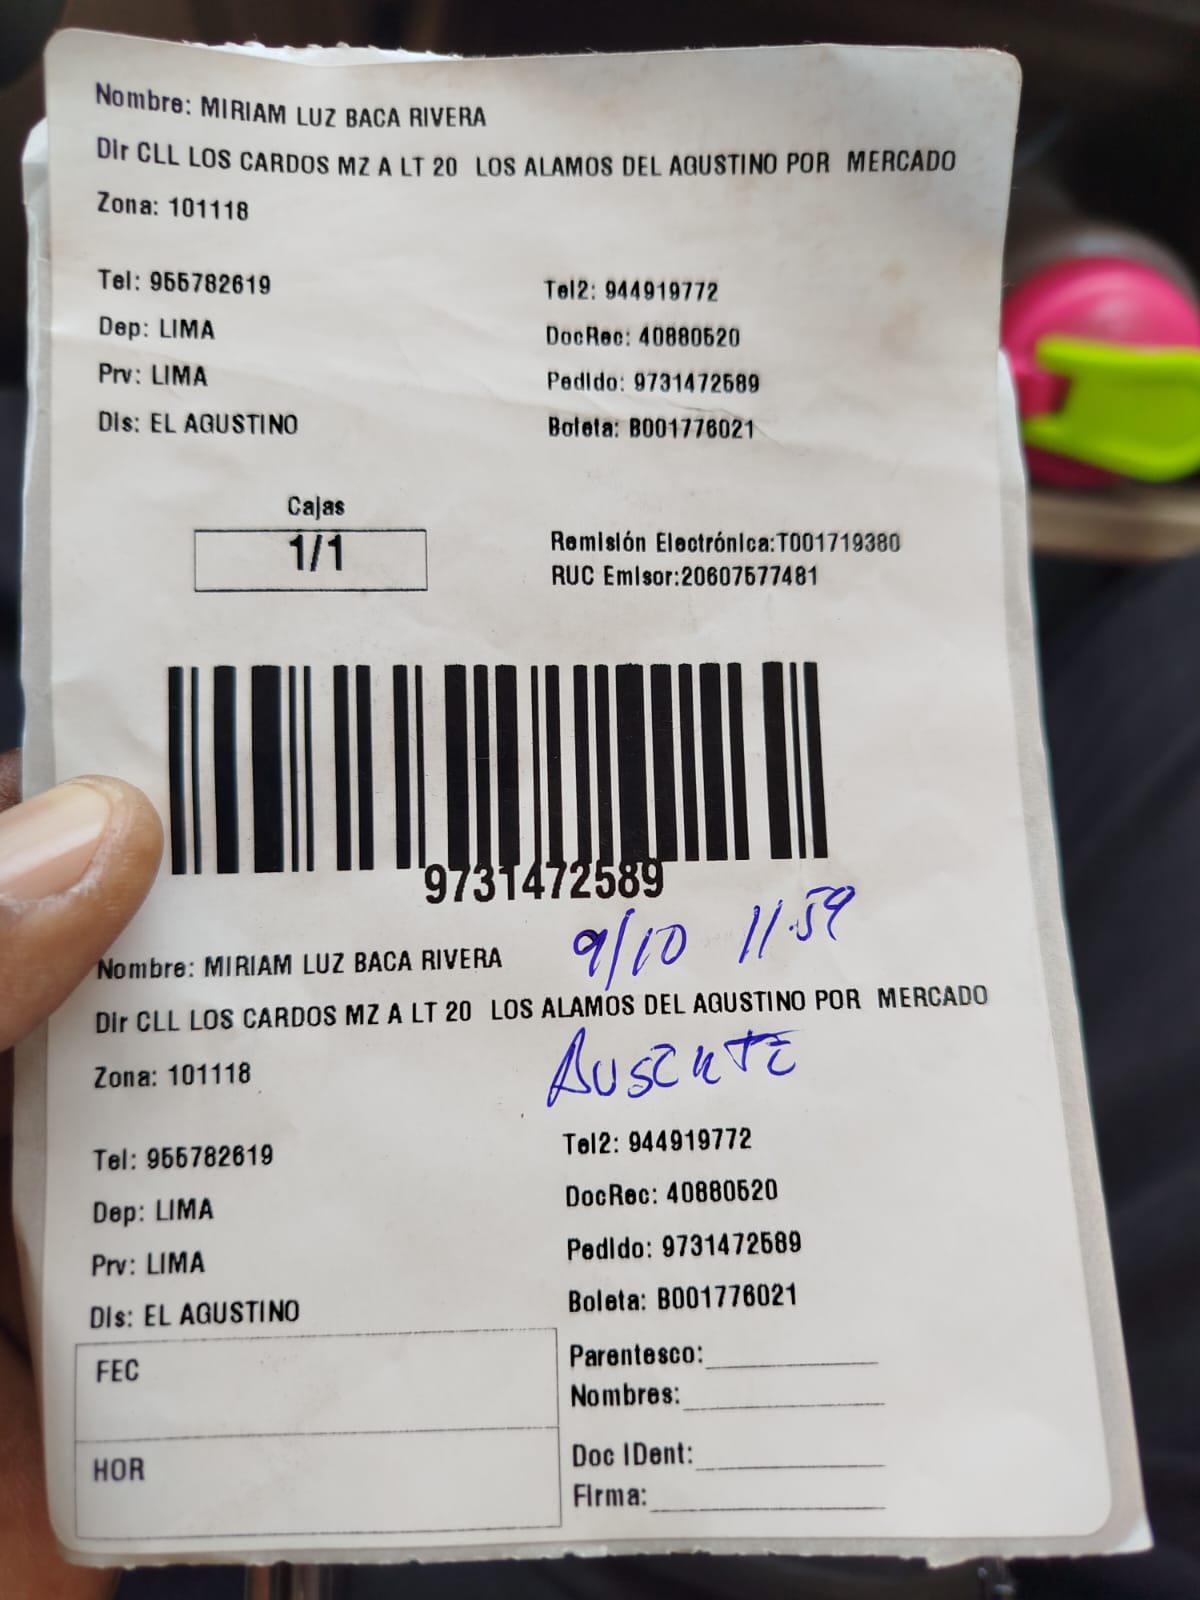 Nombre: MIRIAM LUZ BACA RIVERA
Dir CLL LOS CARDOS MZ A LT 20 LOS ALAMOS DEL AGUSTINO POR MERCADO
Zona: 101118
Tel: 955782619 Tel2: 944919772
Dep: LIMA DocRec: 40880520
Prv: LIMA Pedido: 9731472589
Dis: EL AGUSTINO Boleta: B001776021
Cajas
1/1
Remisión Electrónica:T001719380
RUC Emisor:20607577481
9731472589
9/10 11:59
Nombre: MIRIAM LUZ BACA RIVERA
Dir CLL LOS CARDOS MZ A LT 20 LOS ALAMOS DEL AGUSTINO POR MERCADO
Zona: 101118
AUSENTE
Tel: 955782619 Tel2: 944919772
Dep: LIMA DocRec: 40880520
Prv: LIMA Pedido: 9731472589
Dis: EL AGUSTINO Boleta: B001776021
FEC
HOR
Parentesco:
Nombres:
Doc IDent:
Firma: